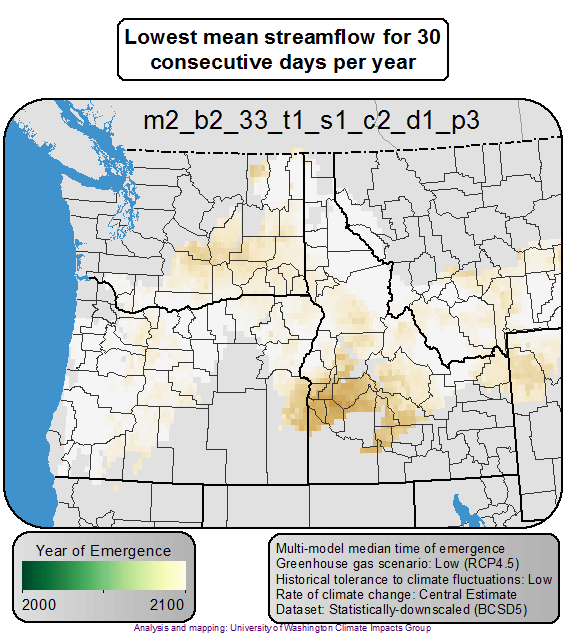 Lowest mean streamflow for 30
consecutive days per year
m2_b2_33_t1_s1_c2_d1_p3
Year of Emergence
2000 2100
Multi-model median time of emergence
Greenhouse gas scenario: Low (RCP4.5)
Historical tolerance to climate fluctuations: Low
Rate of climate change: Central Estimate
Dataset: Statistically-downscaled (BCSD5)
Analysis and mapping: University of Washington Climate Impacts Group